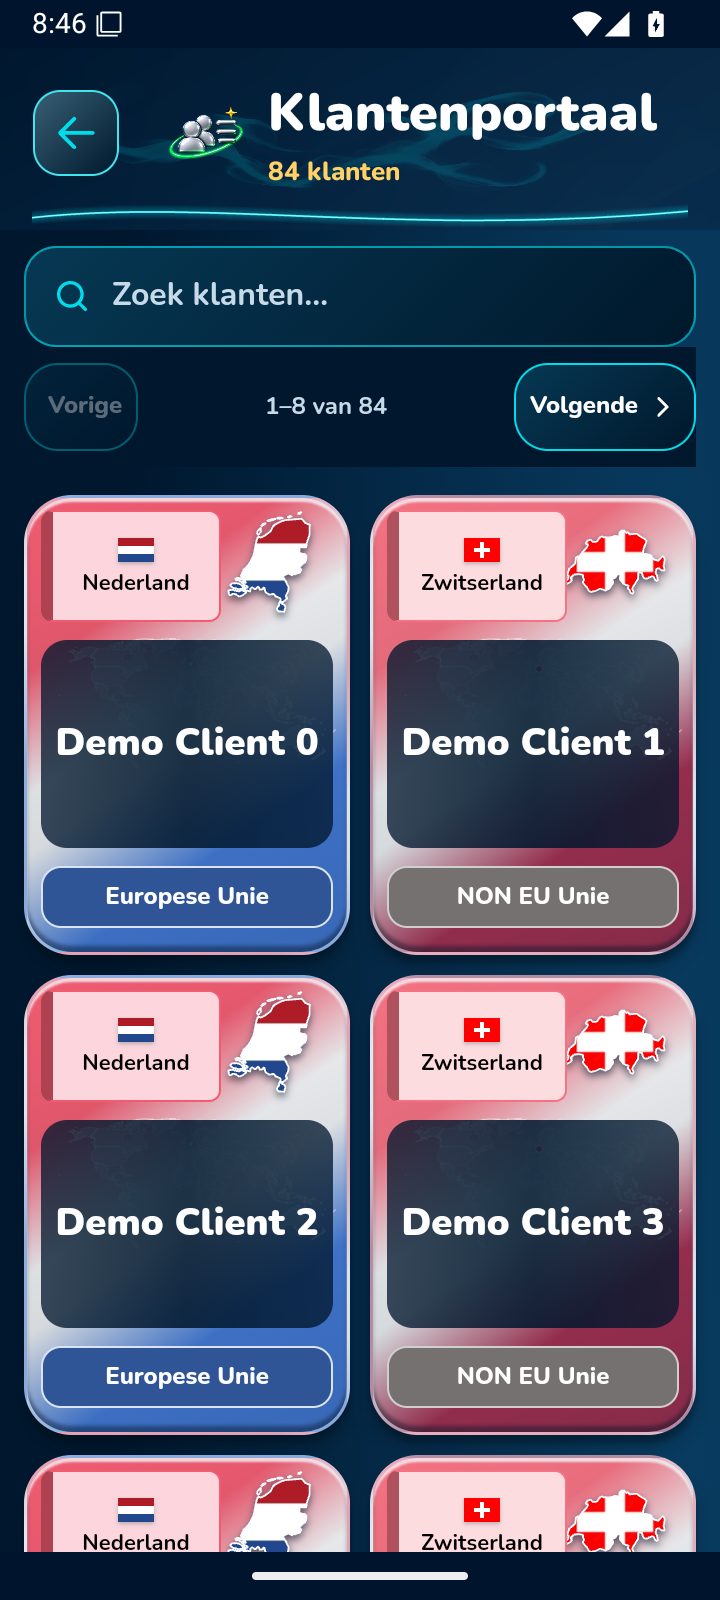 8:46
Klantenportaal
84 klanten
Zoek klanten...
Vorige
1–8 van 84
Volgende
Nederland
Zwitserland
Demo Client 0
Demo Client 1
Europese Unie
NON EU Unie
Nederland
Zwitserland
Demo Client 2
Demo Client 3
Europese Unie
NON EU Unie
Nederland
Zwitserland